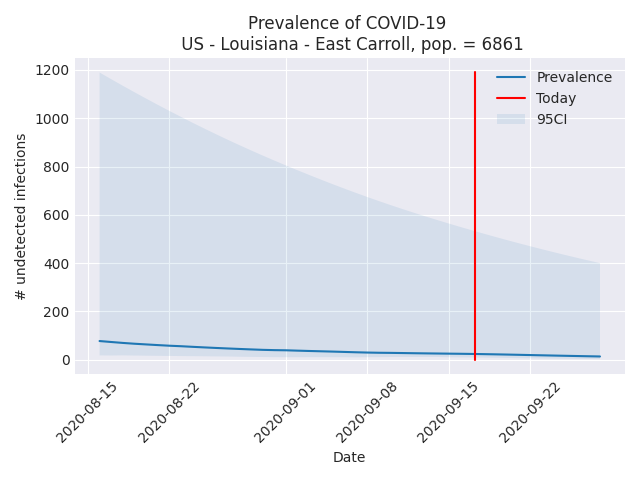 Prevalence of COVID-19
US - Louisiana - East Carroll, pop. = 6861
Prevalence
Today
95CI
# undetected infections
1200
1000
800
600
400
200
0
2020-08-15
2020-08-22
2020-09-01
2020-09-08
2020-09-15
2020-09-22
Date